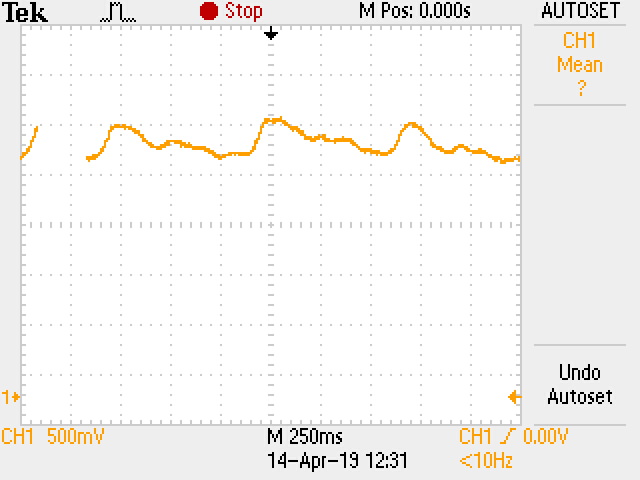 Tek Stop M Pos: 0.000s AUTOSET
CH1
Mean
?
Undo
Autoset
1
CH1 500mV M 250ms CH1 0.00V
14-Apr-19 12:31 <10Hz